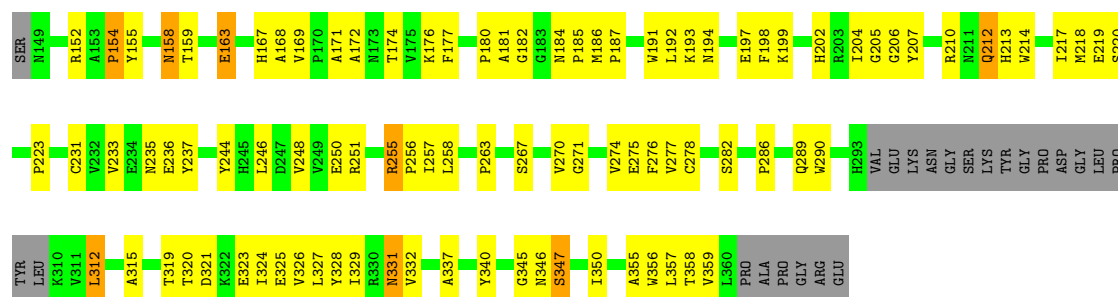 SER N149 R152 A153 P154 Y155 N158 T159 E163 H167 A168 V169 P170 A171 A172 N173 T174 V175 K176 F177 P180 A181 G182 G183 N184 P185 M186 P187 W191 L192 K193 N194 E197 F198 K199 H202 R203 I204 G205 G206 Y207 R210 N211 Q212 H213 W214 I217 M218 E219 S220
P223 C231 V232 V233 E234 N235 E236 Y237 Y244 H245 L246 D247 V248 V249 E250 R251 R255 P256 I257 L258 P263 S267 V270 G271 V274 E275 F276 V277 C278 S282 P286 Q289 W290 H293 VAL GLU LYS ASN GLY SER LYS TYR GLY PRO ASP GLY LEU PRO
TYR LEU K310 V311 L312 A315 T319 T320 D321 K322 E323 I324 E325 V326 L327 Y328 I329 R330 N331 V332 A337 Y340 G345 N346 S347 I350 A355 W356 L357 T358 V359 L360 PRO ALA PRO GLY ARG GLU